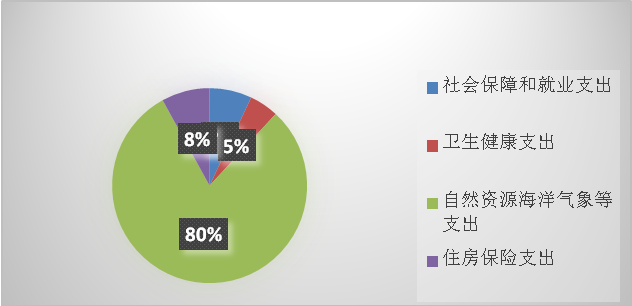 8%
5%
80%
社会保障和就业支出
卫生健康支出
自然资源海洋气象等
支出
住房保险支出